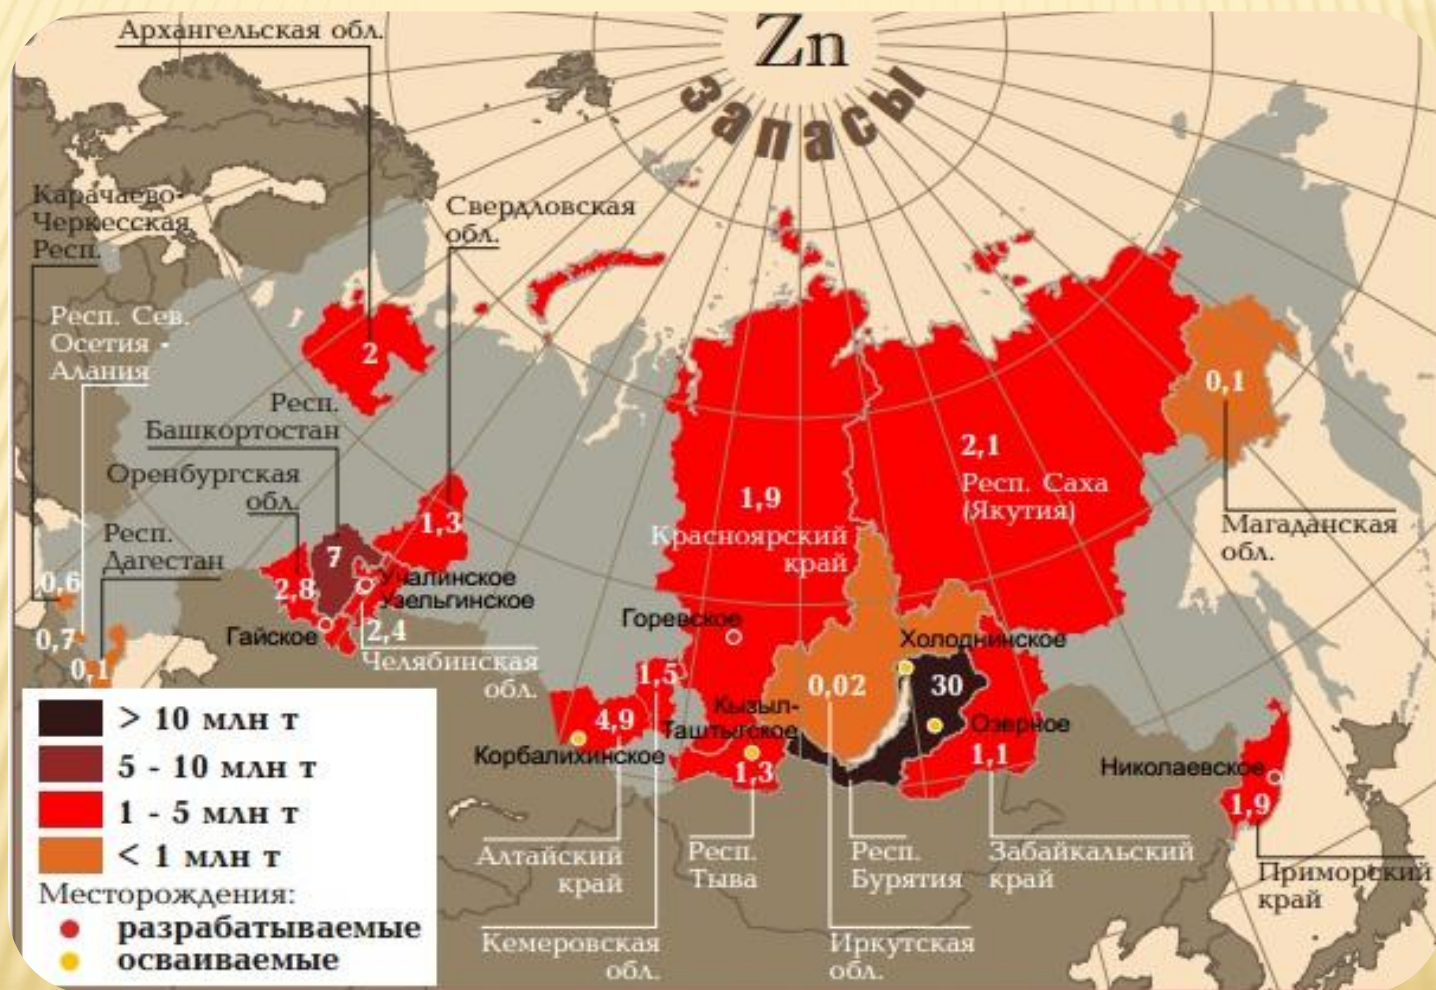 Zn
Запасы
Архангельская обл.
Карачаево-
Черкесская
Респ.
Свердловская
обл.
Респ. Сев.
Осетия -
Алания
Респ.
Башкортостан
Оренбургская
обл.
Респ.
Дагестан
2
0,1
2,1
Респ. Саха
(Якутия)
1,9
Красноярский
край
Магаданская
обл.
1,3
7
2,8
Учалинское
Узельгинское
0,6
0,7
0,1
Гайское
2,4
Челябинская
обл.
Горевское
Холоднинское
1,5
0,02
30
4,9
Кызыл-
Таштыгское
Озерное
Корбалихинское
1,3
1,1
Николаевское
1,9
> 10 млн т
5 - 10 млн т
1 - 5 млн т
< 1 млн т
Месторождения:
разрабатываемые
осваиваемые
Алтайский
край
Респ.
Тыва
Респ.
Бурятия
Забайкальский
край
Приморский
край
Кемеровская
обл.
Иркутская
обл.